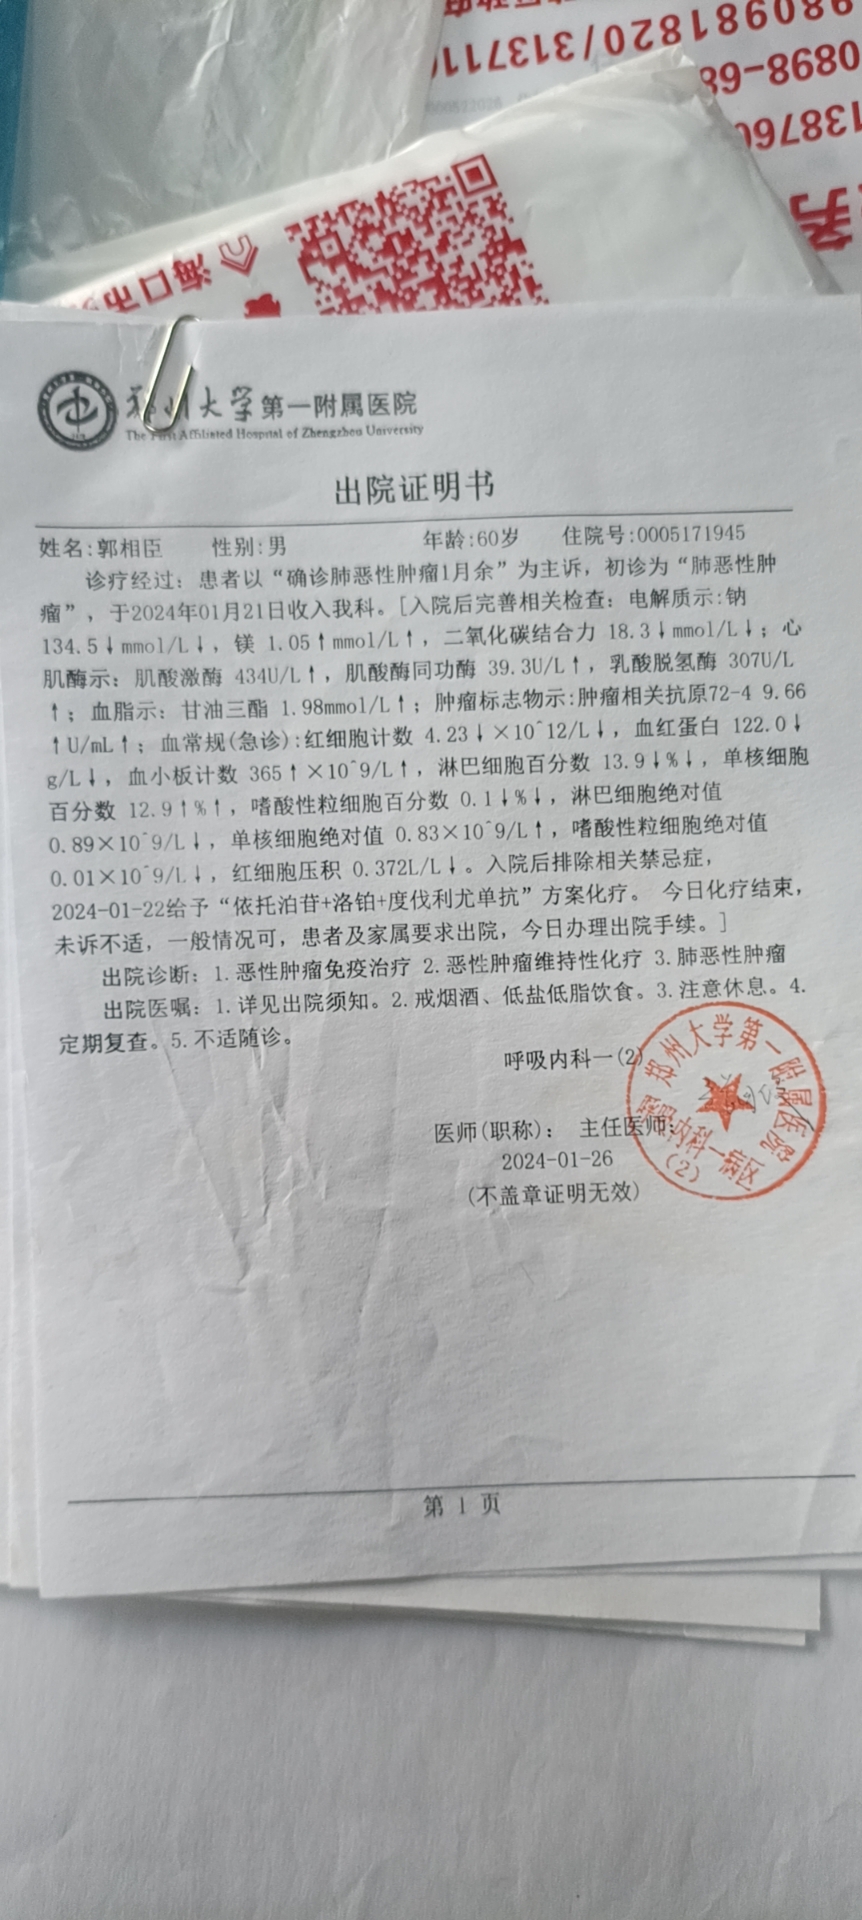 80981820/3137110
0898-68
13876
海口市
郑州大学第一附属医院
The First Affiliated Hospital of Zhengzhou University
出院证明书
姓名:郭相臣 性别:男 年龄:60岁 住院号:0005171945
诊疗经过: 患者以“确诊肺恶性肿瘤1月余”为主诉, 初诊为“肺恶性肿
瘤”, 于2024年01月21日收入我科。[入院后完善相关检查: 电解质示:钠
134.5↓mmol/L↓, 镁 1.05↑mmol/L↑, 二氧化碳结合力 18.3↓mmol/L↓; 心
肌酶示: 肌酸激酶 434U/L↑, 肌酸酶同功酶 39.3U/L↑, 乳酸脱氢酶 307U/L
↑; 血脂示: 甘油三酯 1.98mmol/L↑; 肿瘤标志物示:肿瘤相关抗原72-4 9.66
↑U/mL↑; 血常规(急诊):红细胞计数 4.23↓×10^12/L↓, 血红蛋白 122.0↓
g/L↓, 血小板计数 365↑×10^9/L↑, 淋巴细胞百分数 13.9↓%↓, 单核细胞
百分数 12.9↑%↑, 嗜酸性粒细胞百分数 0.1↓%↓, 淋巴细胞绝对值
0.89×10^9/L↓, 单核细胞绝对值 0.83×10^9/L↑, 嗜酸性粒细胞绝对值
0.01×10^9/L↓, 红细胞压积 0.372L/L↓。入院后排除相关禁忌症,
2024-01-22给予“依托泊苷+洛铂+度伐利尤单抗”方案化疗。 今日化疗结束,
未诉不适, 一般情况可, 患者及家属要求出院, 今日办理出院手续。]
出院诊断: 1.恶性肿瘤免疫治疗 2.恶性肿瘤维持性化疗 3.肺恶性肿瘤
出院医嘱: 1.详见出院须知。2.戒烟酒、低盐低脂饮食。3.注意休息。4.
定期复查。5.不适随诊。
呼吸内科一(2)
郑州大学第一附属医院
呼吸内科一病区
(2)
医师(职称): 主任医师:
2024-01-26
(不盖章证明无效)
第 1 页